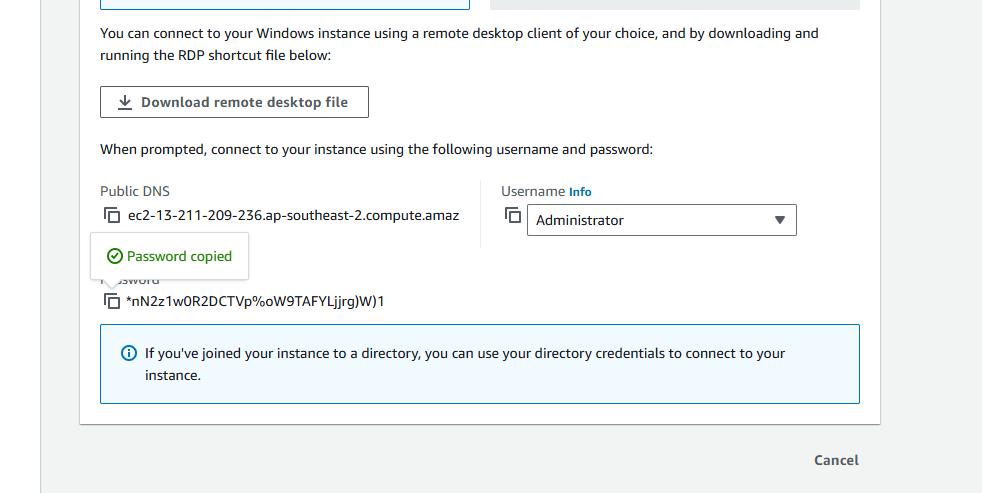 You can connect to your Windows instance using a remote desktop client of your choice, and by downloading and
running the RDP shortcut file below:
Download remote desktop file
When prompted, connect to your instance using the following username and password:
Public DNS
ec2-13-211-209-236.ap-southeast-2.compute.amaz
Username Info
Administrator
Password copied
Password
*nN2z1w0R2DCTVp%oW9TAFYLjjrg)W)1
If you've joined your instance to a directory, you can use your directory credentials to connect to your
instance.
Cancel